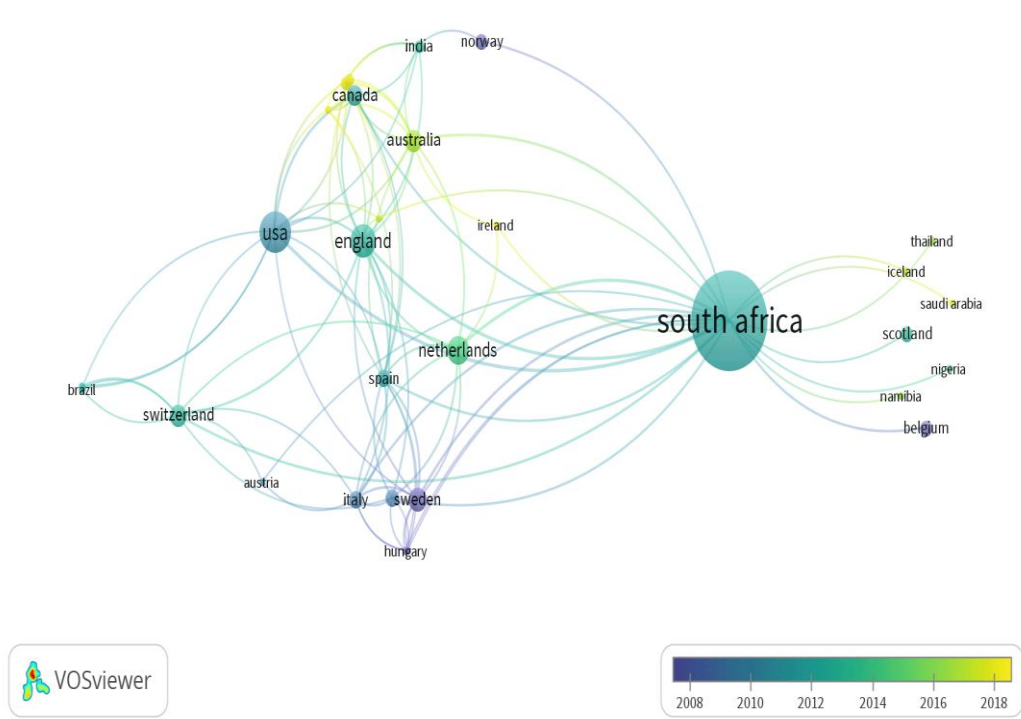 norway
india
canada
australia
ireland
usa
england
thailand
iceland
saudi arabia
south africa
scotland
netherlands
nigeria
spain
brazil
namibia
switzerland
belgium
austria
italy
sweden
hungary
VOSviewer
2008 2010 2012 2014 2016 2018